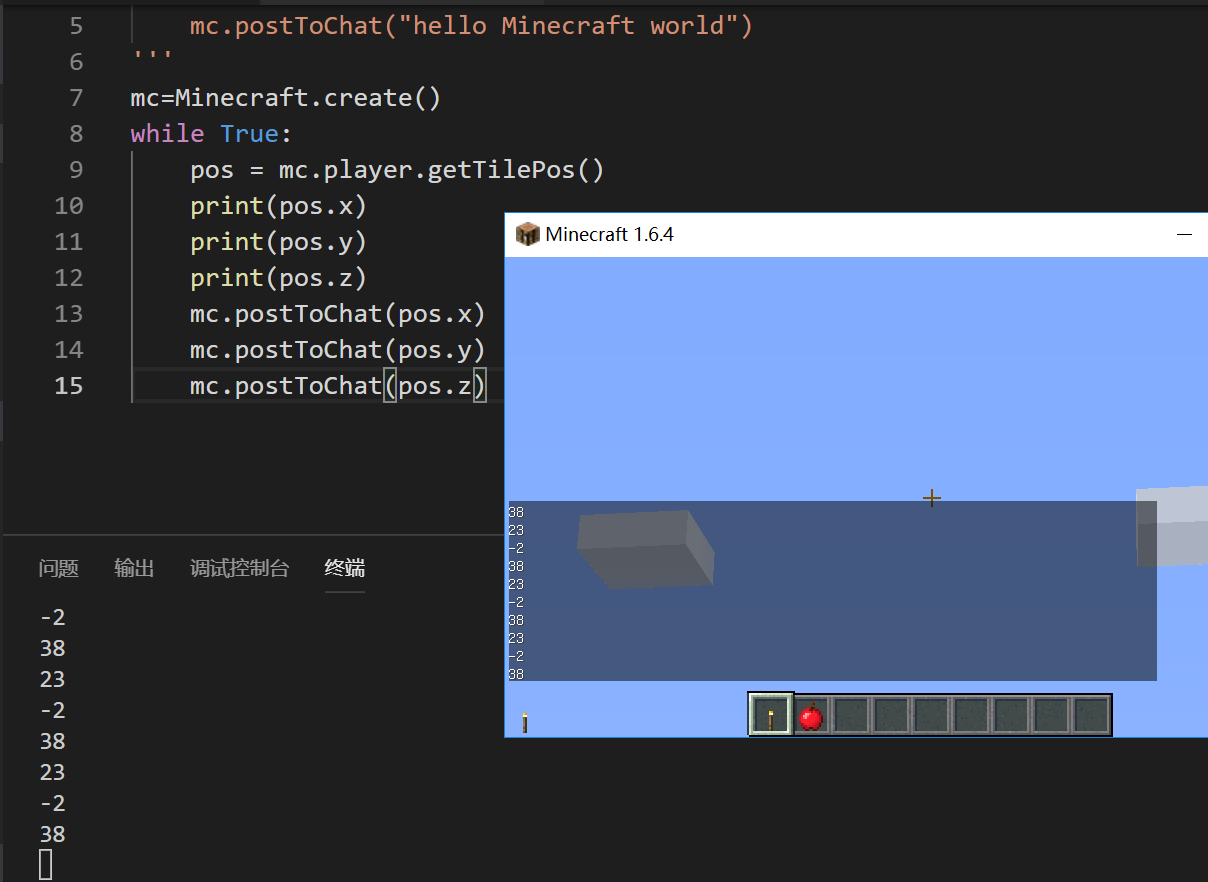 5 mc.postToChat("hello Minecraft world")
6 '''
7 mc=Minecraft.create()
8 while True:
9 pos = mc.player.getTilePos()
10 print(pos.x)
11 print(pos.y)
12 print(pos.z)
13 mc.postToChat(pos.x)
14 mc.postToChat(pos.y)
15 mc.postToChat(pos.z)
Minecraft 1.6.4
38
23
-2
38
23
-2
38
23
-2
38
问题 输出 调试控制台 终端
-2
38
23
-2
38
23
-2
38